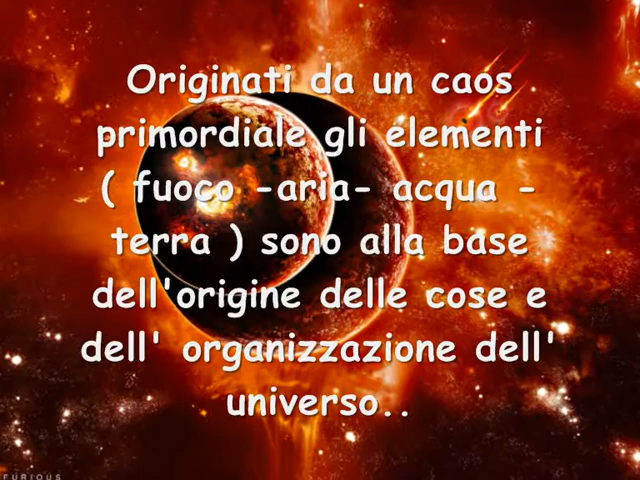 Originati da un caos
primordiale gli elementi
( fuoco -aria- acqua -
terra ) sono alla base
dell'origine delle cose e
dell' organizzazione dell'
universo..
FURIOUS